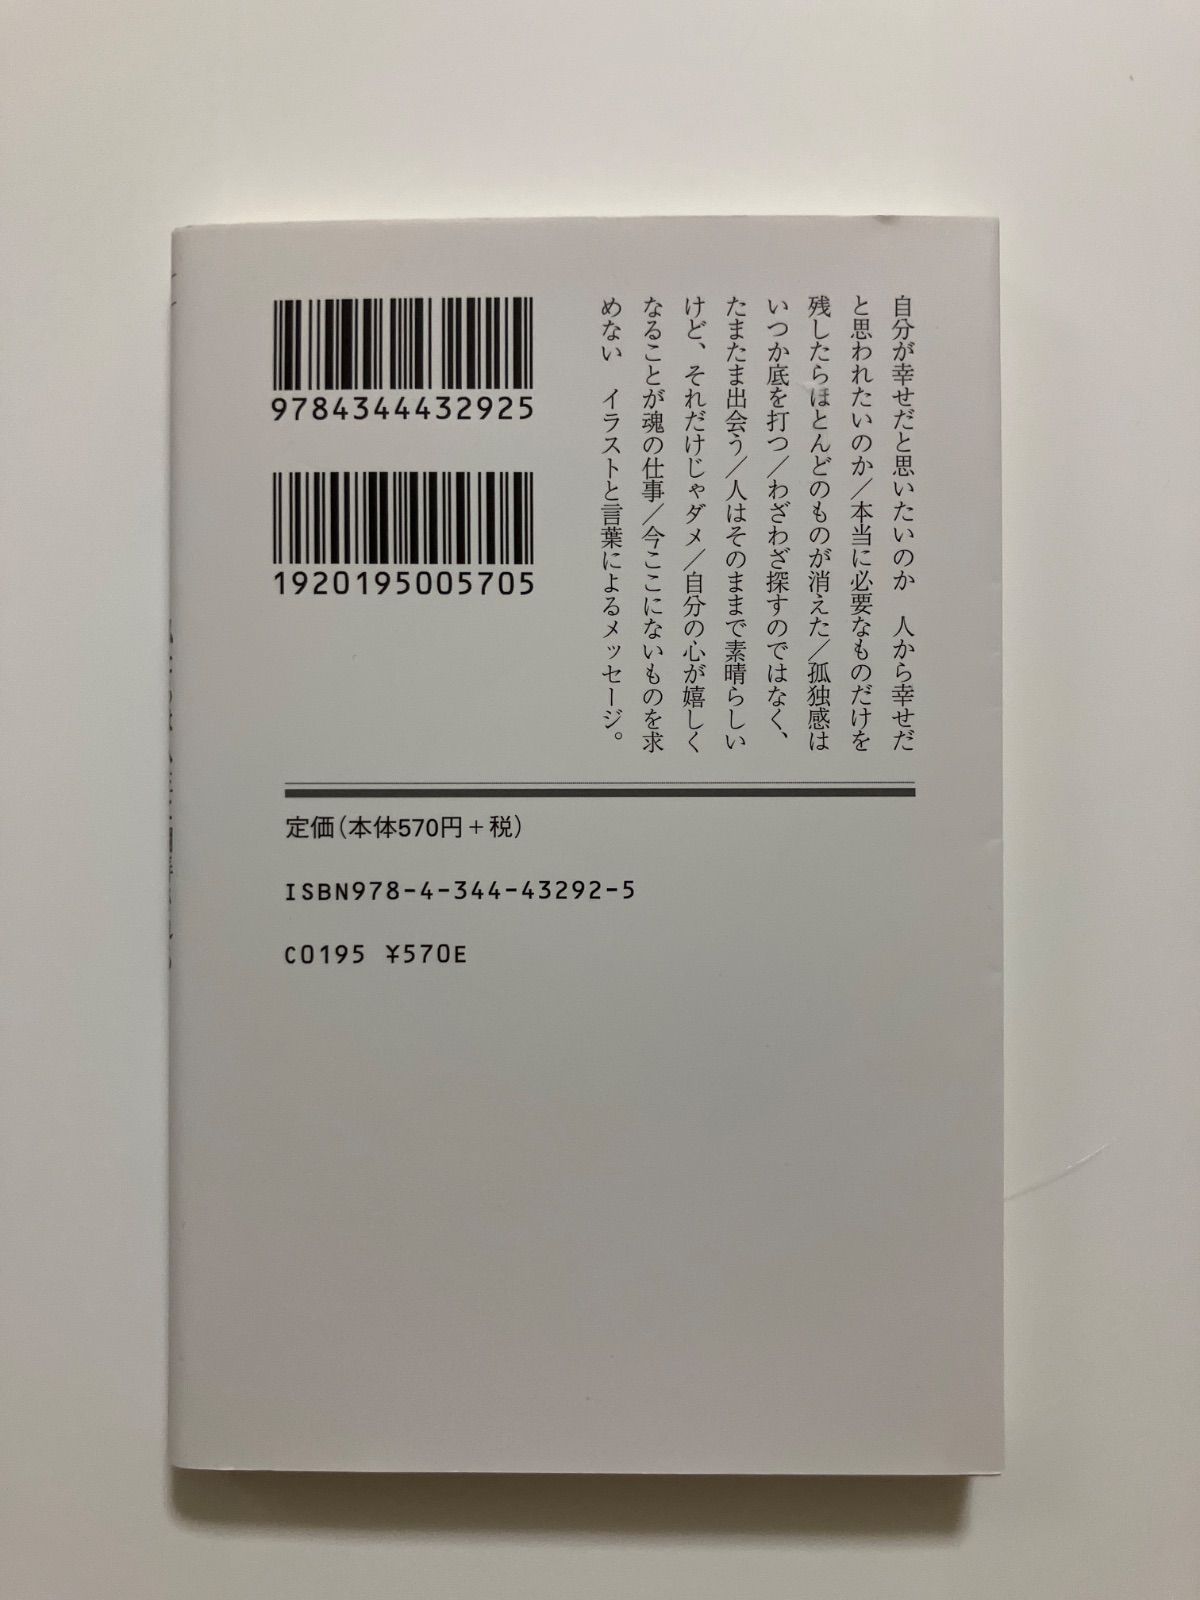 自分が幸せだと思いたいのか　人から幸せだ
と思われたいのか／本当に必要なものだけを
残したらほとんどのものが消えた／孤独感は
いつか底を打つ／わざわざ探すのではなく、
たまたま出会う／人はそのままで素晴らしい
けど、それだけじゃダメ／自分の心が嬉しく
なることが魂の仕事／今ここにないものを求
めない　イラストと言葉によるメッセージ。
9784344432925
1920195005705
定価(本体570円+税)
ISBN978-4-344-43292-5
C0195 ¥570E